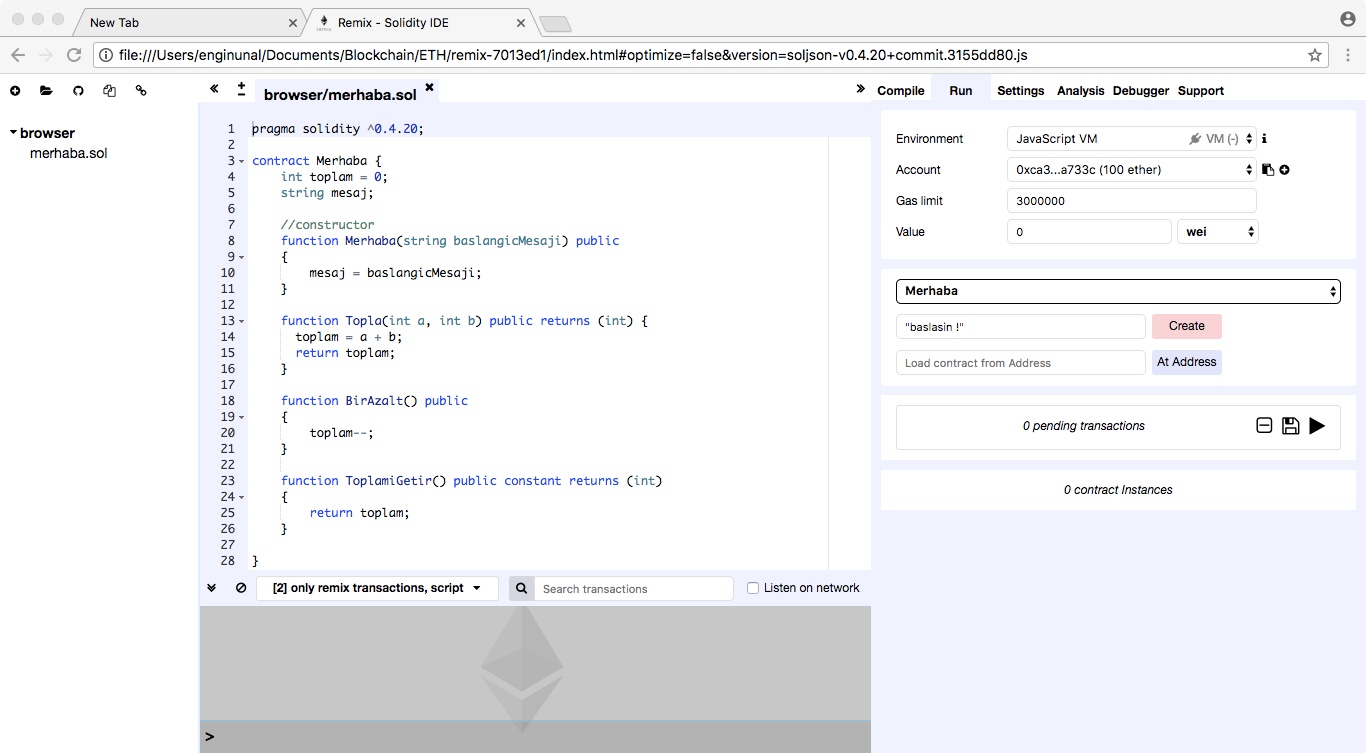 New Tab
Remix - Solidity IDE
file:///Users/enginunal/Documents/Blockchain/ETH/remix-7013ed1/index.html#optimize=false&version=soljson-v0.4.20+commit.3155dd80.js
browser
merhaba.sol
browser/merhaba.sol
1 pragma solidity ^0.4.20;
2
3 contract Merhaba {
4 int toplam = 0;
5 string mesaj;
6
7 //constructor
8 function Merhaba(string baslangicMesaji) public
9 {
10 mesaj = baslangicMesaji;
11 }
12
13 function Topla(int a, int b) public returns (int) {
14 toplam = a + b;
15 return toplam;
16 }
17
18 function BirAzalt() public
19 {
20 toplam--;
21 }
22
23 function ToplamiGetir() public constant returns (int)
24 {
25 return toplam;
26 }
27
28 }
[2] only remix transactions, script
Search transactions
Listen on network
>
Compile Run Settings Analysis Debugger Support
Environment JavaScript VM VM (-)
Account 0xca3...a733c (100 ether)
Gas limit 3000000
Value 0 wei
Merhaba
"baslasin !" Create
Load contract from Address At Address
0 pending transactions
0 contract Instances